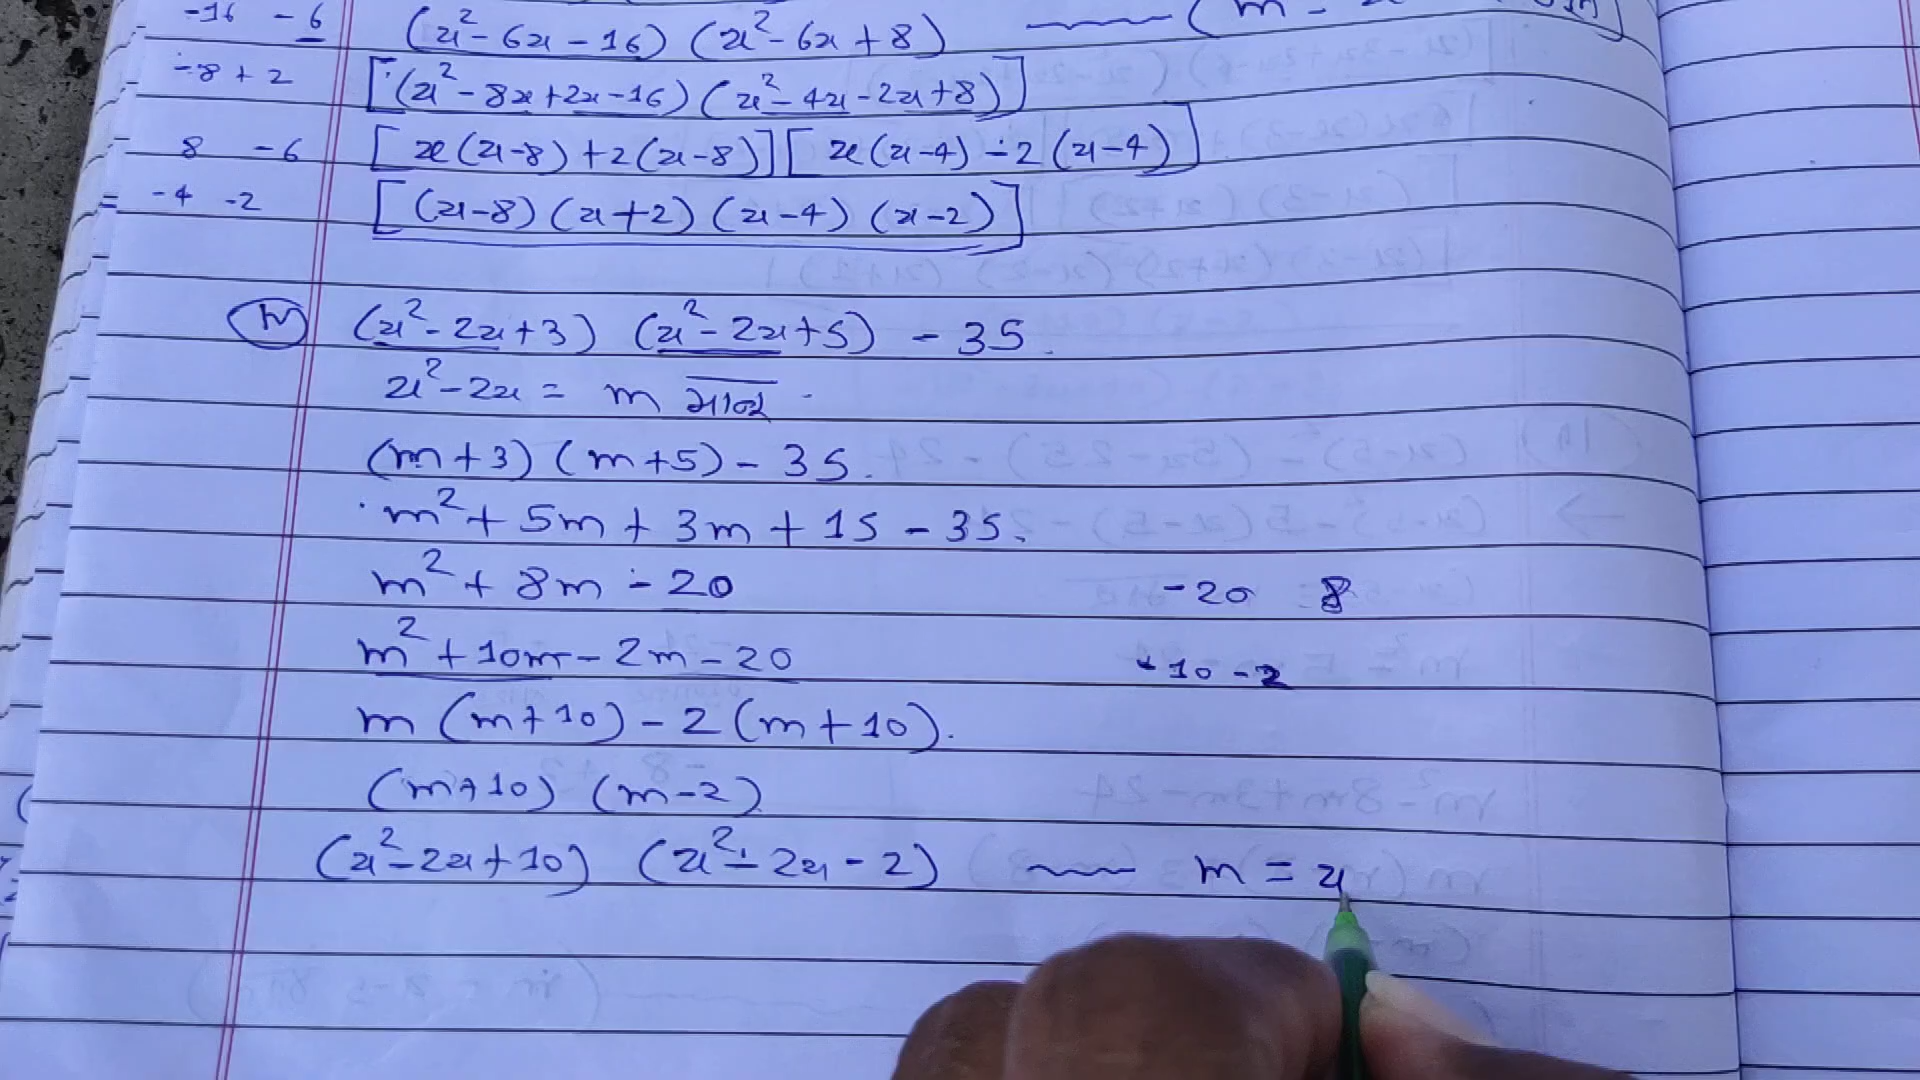 -16 - 6 (x²-6x-16) (x²-6x+8)
-8+2 [(x²-8x+2x-16) (x²-4x-2x+8)]
8 -6 [x(x-8)+2(x-8)] [x(x-4)-2(x-4)]
= -4 -2 [(x-8) (x+2) (x-4) (x-2)]
(x²-2x+3) (x²-2x+5) - 35.
x²-2x = m मानू
(m+3) (m+5) - 35.
m² + 5m + 3m + 15 - 35.
m² + 8m - 20 -20 8
m² + 10m - 2m - 20 +10 -2
m (m+10) - 2 (m+10).
(m+10) (m-2)
(x²-2x+10) (x²-2x-2) m = x